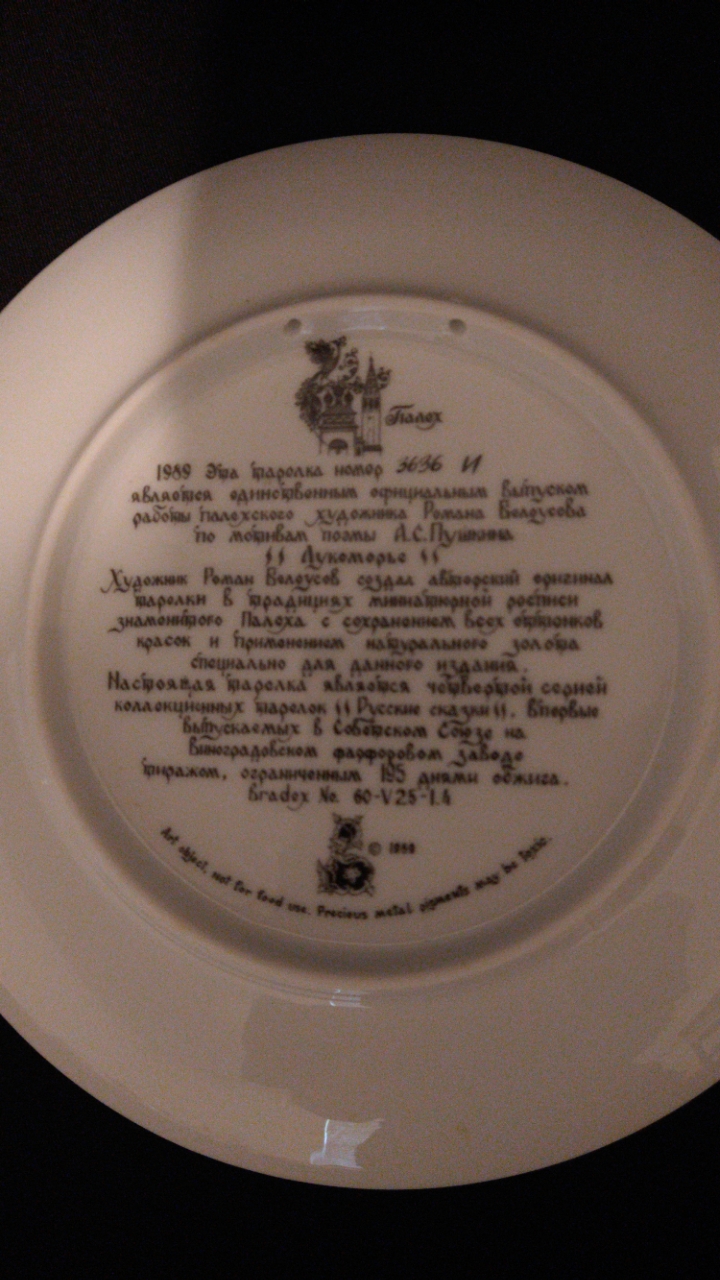 Палех
1989 Эта тарелка номер 3636 И
является единственным официальным выпуском
работы палехского художника Романа Белоусова
по мотивам поэмы А.С.Пушкина
"Лукоморье"
Художник Роман Белоусов создал авторский оригинал
тарелки в традициях миниатюрной росписи
знаменитого Палеха с сохранением всех оттенков
красок и применением натурального золота
специально для данного издания.
Настоящая тарелка является четвертой серией
коллекционных тарелок "Русские сказки", впервые
выпускаемых в Советском Союзе на
Виноградовском фарфоровом заводе
тиражом, ограниченным 195 днями обжига.
Bradex No. 60-V25-1.4
© 1989
Art object, not for food use. Precious metal pigments may be toxic.